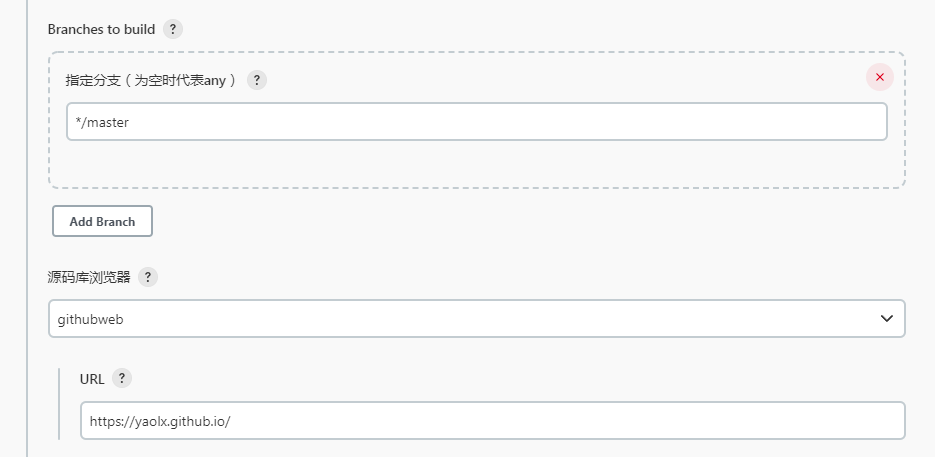 Branches to build ?
指定分支（为空时代表any） ?
*/master
Add Branch
源码库浏览器 ?
githubweb
URL ?
https://yaolx.github.io/